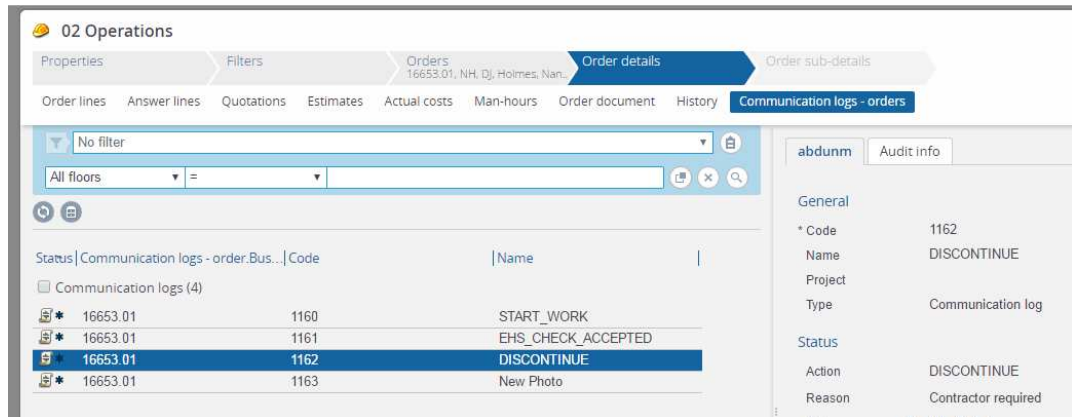 02 Operations
Properties Filters Orders Order details Order sub-details
16653.01, NH, DJ, Holmes, Nan..
Order lines Answer lines Quotations Estimates Actual costs Man-hours Order document History Communication logs - orders
No filter
All floors =
abdunm Audit info
General
* Code 1162
Name DISCONTINUE
Project
Type Communication log
Status
Action DISCONTINUE
Reason Contractor required
Status Communication logs - order.Bus... Code Name
Communication logs (4)
16653.01 1160 START_WORK
16653.01 1161 EHS_CHECK_ACCEPTED
16653.01 1162 DISCONTINUE
16653.01 1163 New Photo